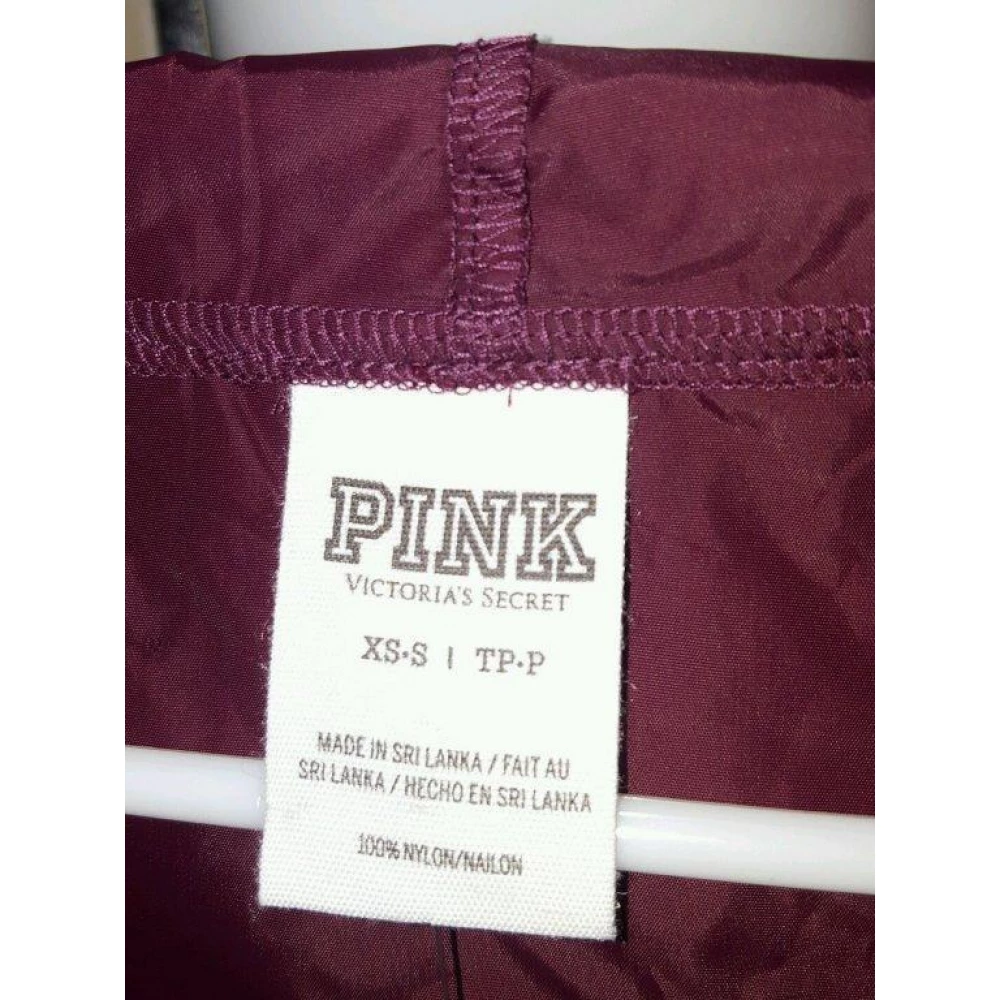 PINK
VICTORIA'S SECRET
XS·S | TP·P
MADE IN SRI LANKA / FAIT AU
SRI LANKA / HECHO EN SRI LANKA
100% NYLON/NAILON